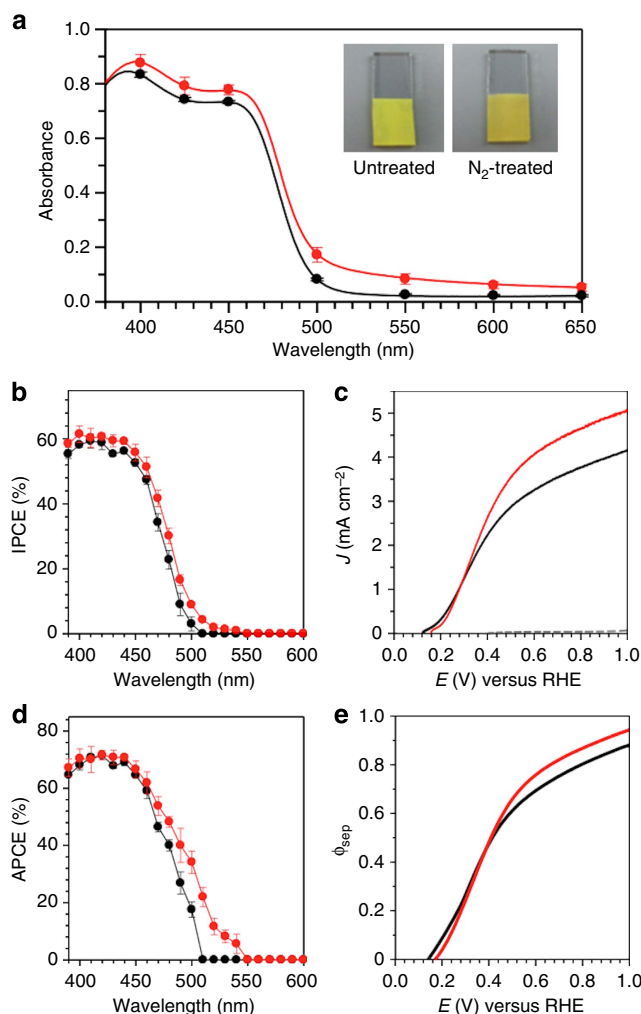 a
1.0
0.8
0.6
0.4
0.2
0.0
Absorbance
Untreated
N₂-treated
400 450 500 550 600 650
Wavelength (nm)
b
60
40
20
0
IPCE (%)
400 450 500 550 600
Wavelength (nm)
c
5
4
3
2
1
0
J (mA cm⁻²)
0.0 0.2 0.4 0.6 0.8 1.0
E (V) versus RHE
d
80
60
40
20
0
APCE (%)
400 450 500 550 600
Wavelength (nm)
e
1.0
0.8
0.6
0.4
0.2
0
ϕsep
0.0 0.2 0.4 0.6 0.8 1.0
E (V) versus RHE